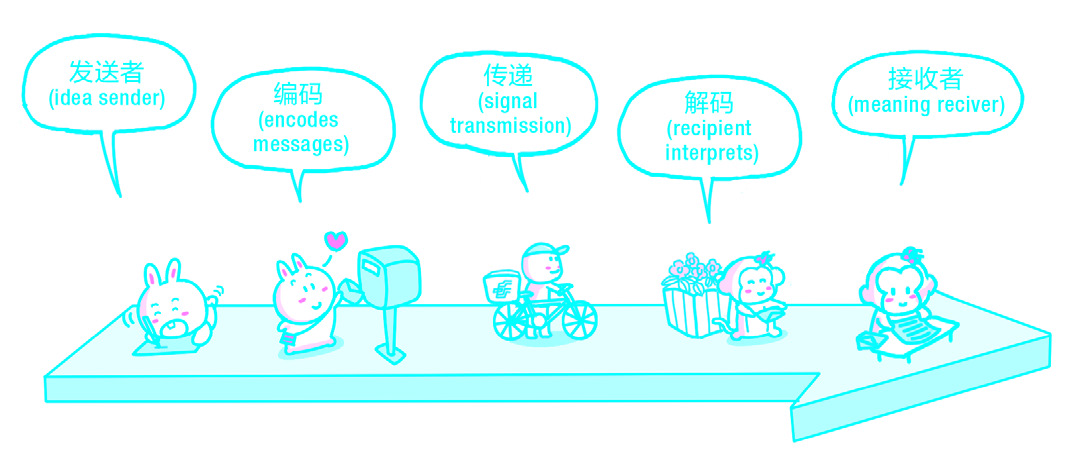 发送者
(idea sender)
编码
(encodes
messages)
传递
(signal
transmission)
解码
(recipient
interprets)
接收者
(meaning reciver)